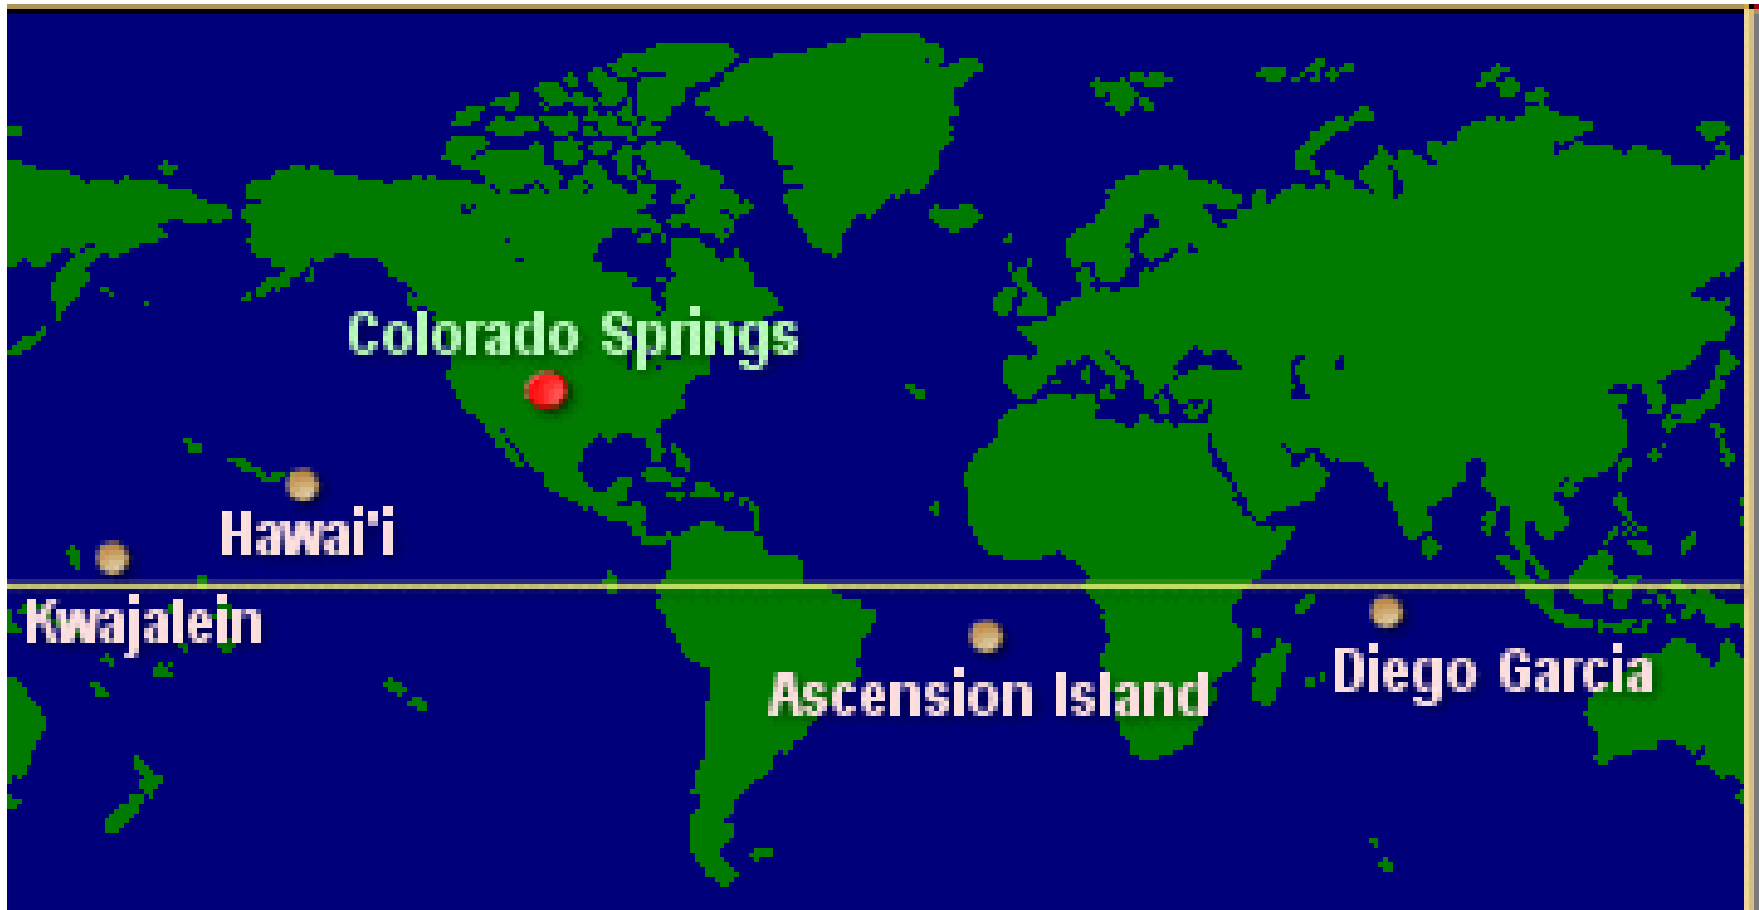 Colorado Springs
Hawai'i
Kwajalein
Ascension Island
Diego Garcia